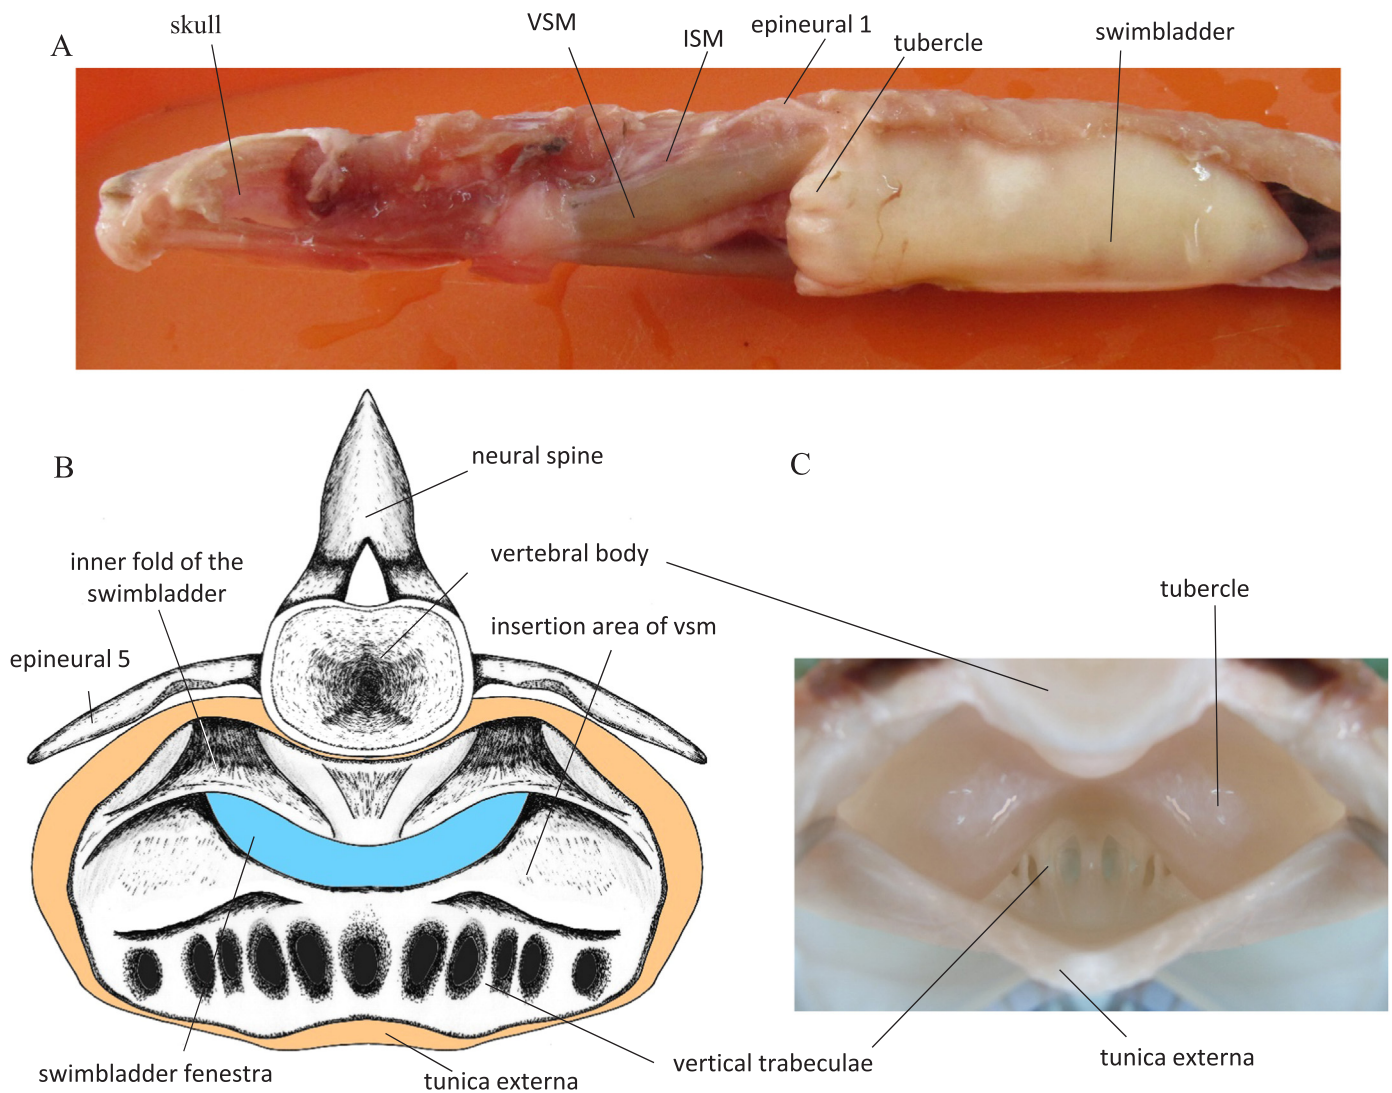 A
skull
VSM
ISM
epineural 1
tubercle
swimbladder
B
neural spine
C
vertebral body
inner fold of the
swimbladder
tubercle
insertion area of vsm
epineural 5
swimbladder fenestra
tunica externa
vertical trabeculae
tunica externa